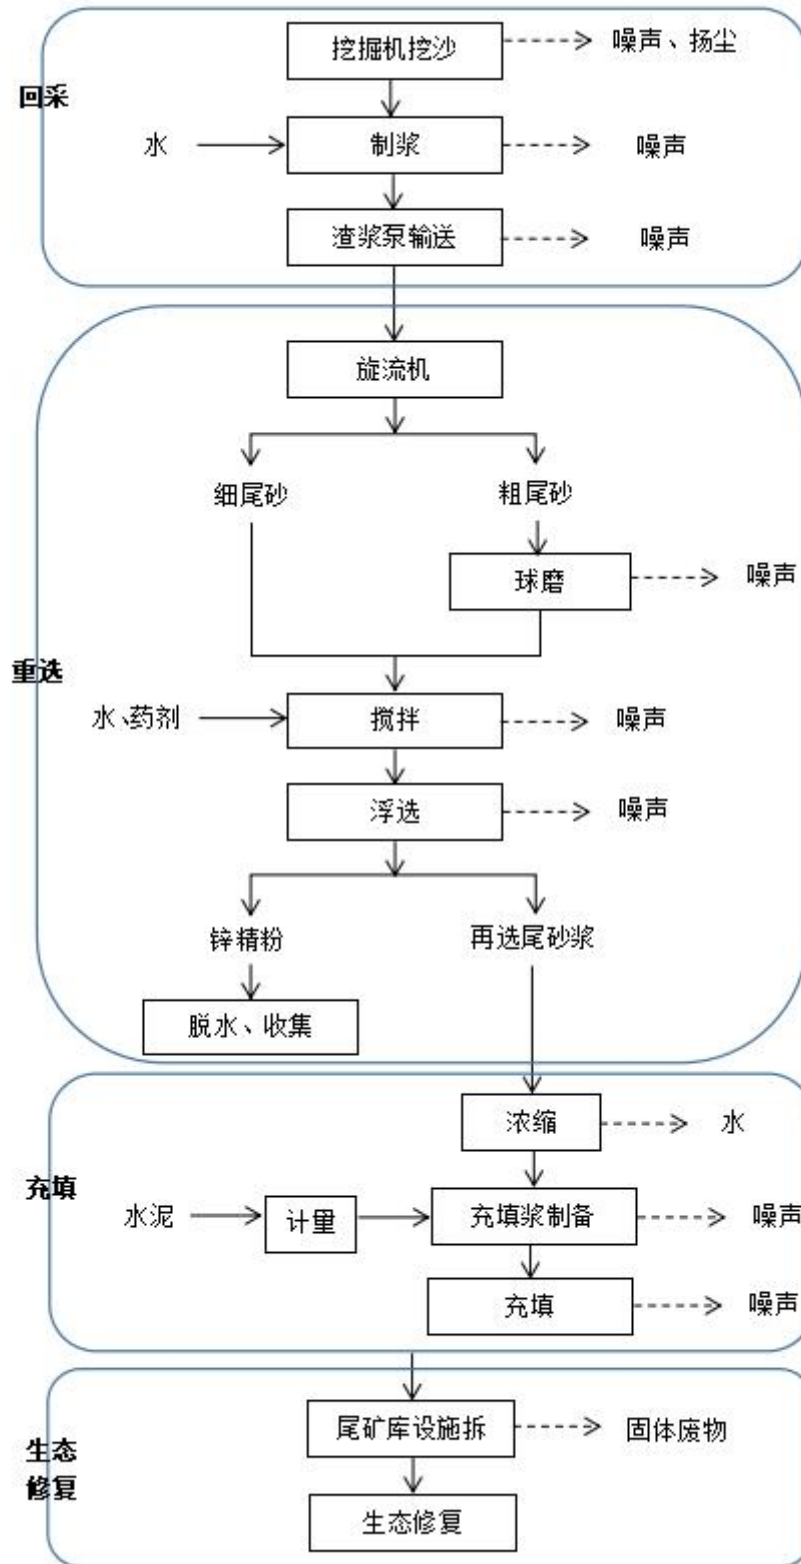 挖掘机挖沙
噪声、扬尘
回采
水
制浆
噪声
渣浆泵输送
噪声
旋流机
细尾砂
粗尾砂
球磨
噪声
重选
水、药剂
搅拌
噪声
浮选
噪声
锌精粉
再选尾砂浆
脱水、收集
浓缩
水
充填
水泥
计量
充填浆制备
噪声
充填
噪声
尾矿库设施拆
固体废物
生态
修复
生态修复